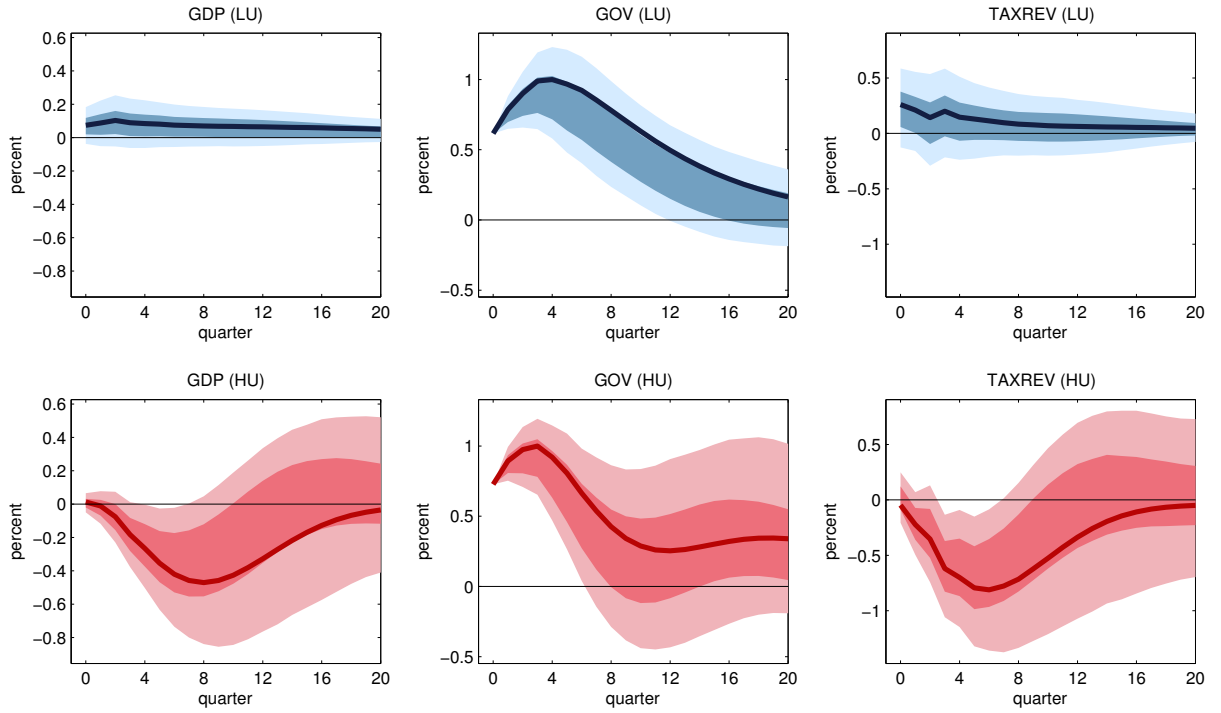 GDP (LU)
GOV (LU)
TAXREV (LU)
percent
0.6
0.4
0.2
0
−0.2
−0.4
−0.6
−0.8
0 4 8 12 16 20
quarter
percent
1
0.5
0
−0.5
0 4 8 12 16 20
quarter
percent
0.5
0
−0.5
−1
0 4 8 12 16 20
quarter
GDP (HU)
GOV (HU)
TAXREV (HU)
percent
0.6
0.4
0.2
0
−0.2
−0.4
−0.6
−0.8
0 4 8 12 16 20
quarter
percent
1
0.5
0
−0.5
0 4 8 12 16 20
quarter
percent
0.5
0
−0.5
−1
0 4 8 12 16 20
quarter